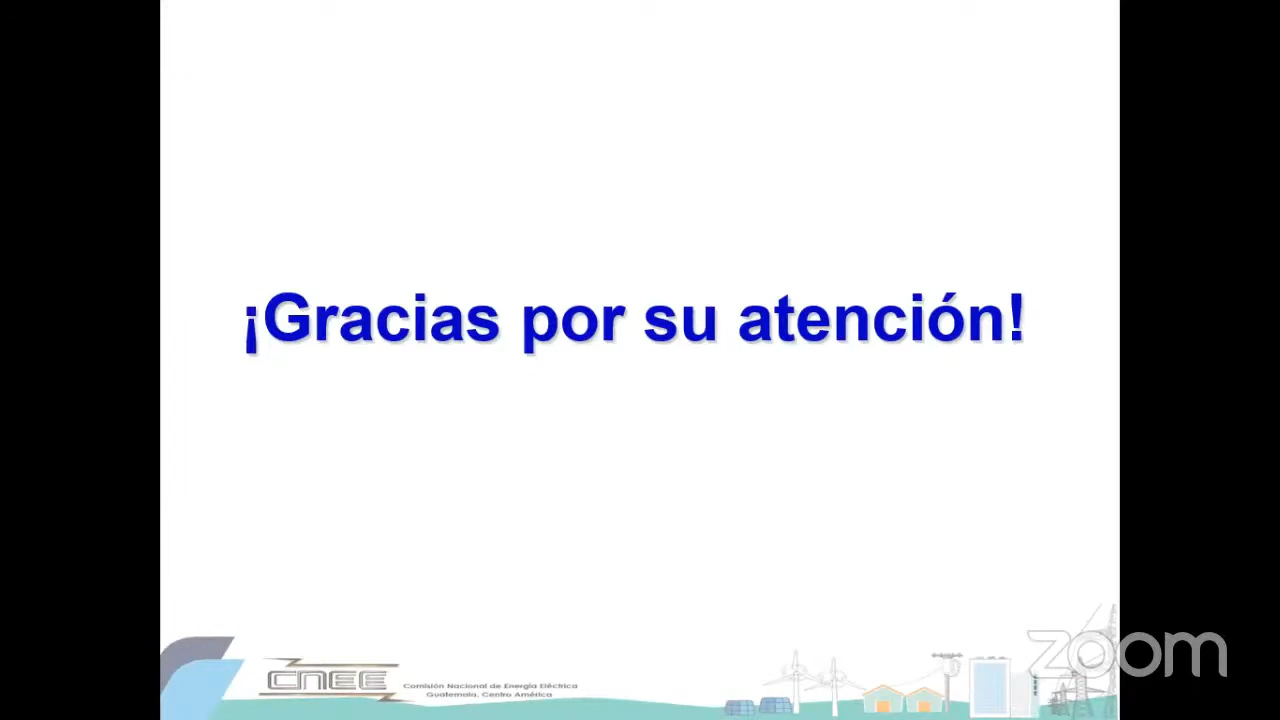 ¡Gracias por su atención!
CNEE
Comisión Nacional de Energía Eléctrica
Guatemala, Centro América
zoom